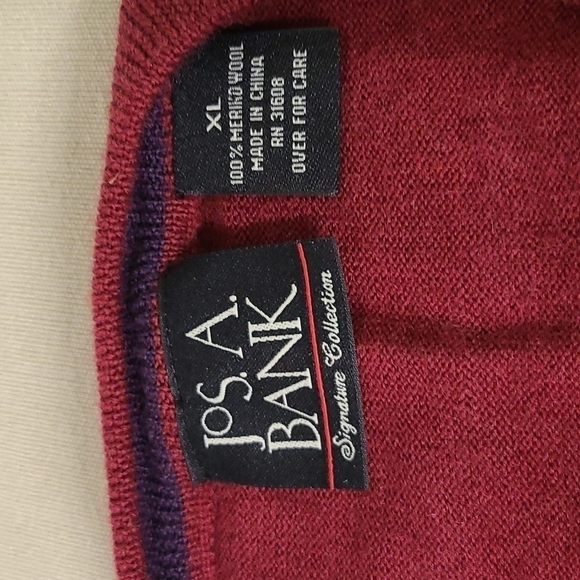 XL
100% MERINO WOOL
MADE IN CHINA
RN 31608
OVER FOR CARE
JOS. A.
BANK
Signature Collection